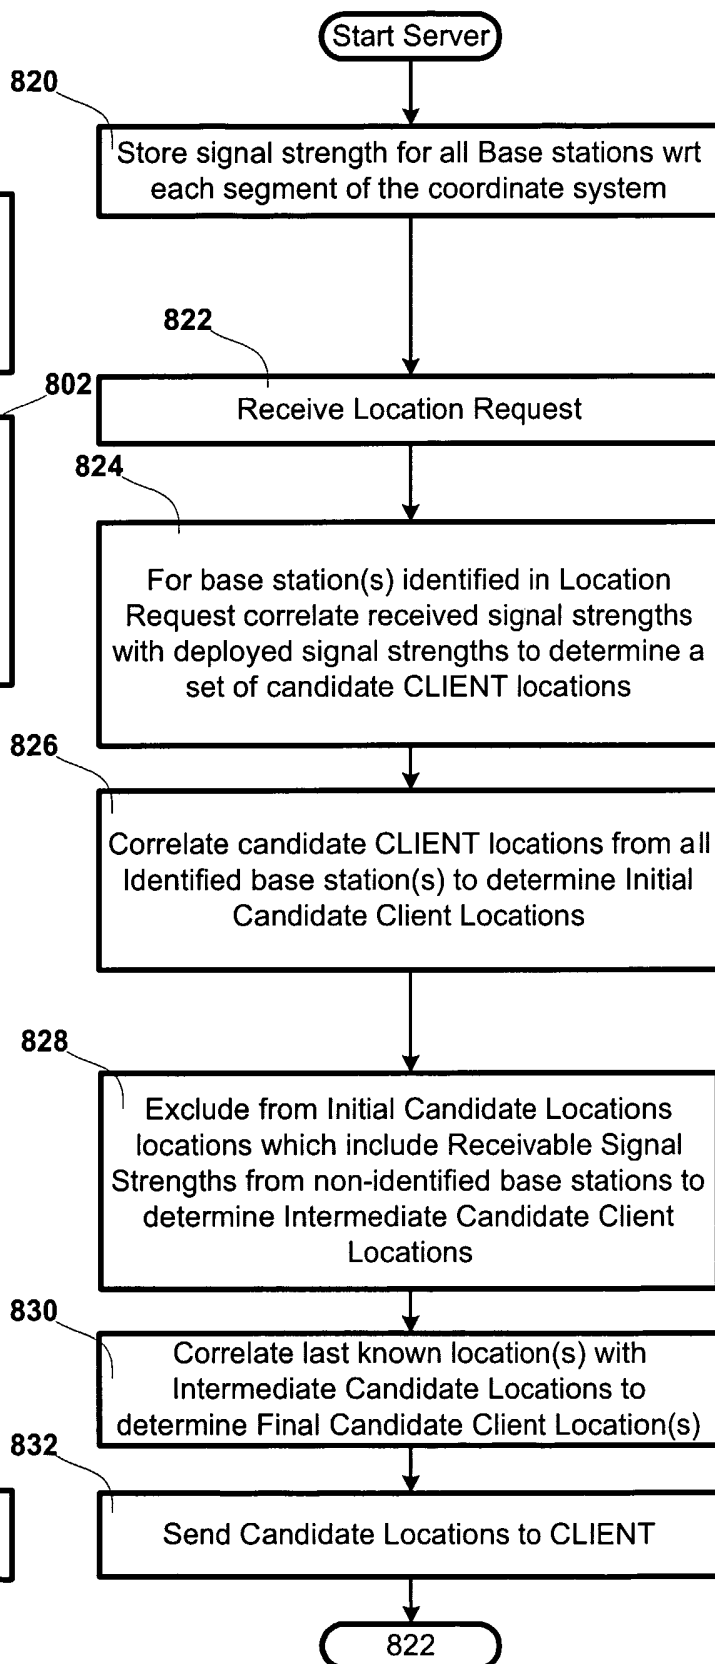 Start Server
820
Store signal strength for all Base stations wrt
each segment of the coordinate system
822
802
Receive Location Request
824
For base station(s) identified in Location
Request correlate received signal strengths
with deployed signal strengths to determine a
set of candidate CLIENT locations
826
Correlate candidate CLIENT locations from all
Identified base station(s) to determine Initial
Candidate Client Locations
828
Exclude from Initial Candidate Locations
locations which include Receivable Signal
Strengths from non-identified base stations to
determine Intermediate Candidate Client
Locations
830
Correlate last known location(s) with
Intermediate Candidate Locations to
determine Final Candidate Client Location(s)
832
Send Candidate Locations to CLIENT
822